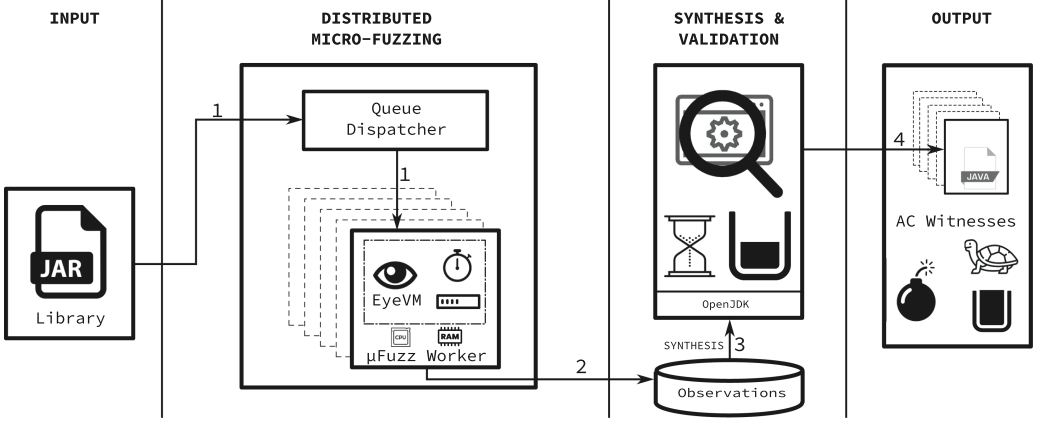 INPUT
DISTRIBUTED
MICRO-FUZZING
SYNTHESIS &
VALIDATION
OUTPUT
JAR
Library
1
Queue
Dispatcher
1
EyeVM
CPU
RAM
µFuzz Worker
2
OpenJDK
SYNTHESIS
3
Observations
4
JAVA
AC Witnesses